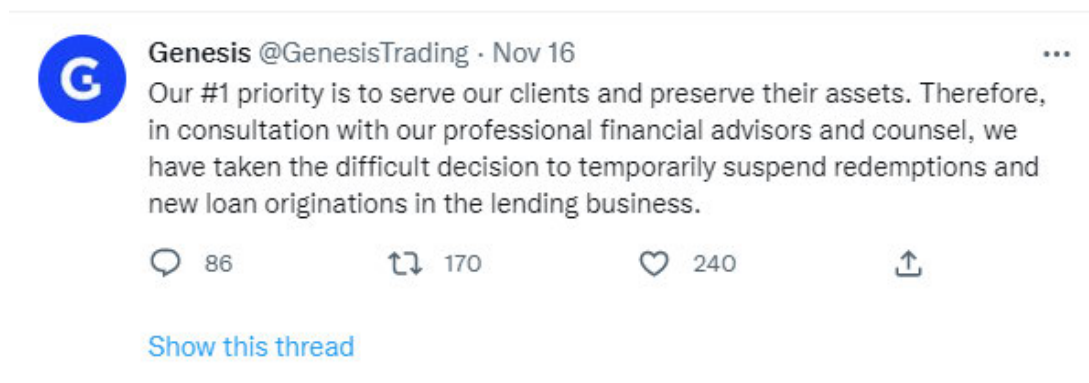 Genesis @GenesisTrading · Nov 16
Our #1 priority is to serve our clients and preserve their assets. Therefore,
in consultation with our professional financial advisors and counsel, we
have taken the difficult decision to temporarily suspend redemptions and
new loan originations in the lending business.
86 170 240
Show this thread